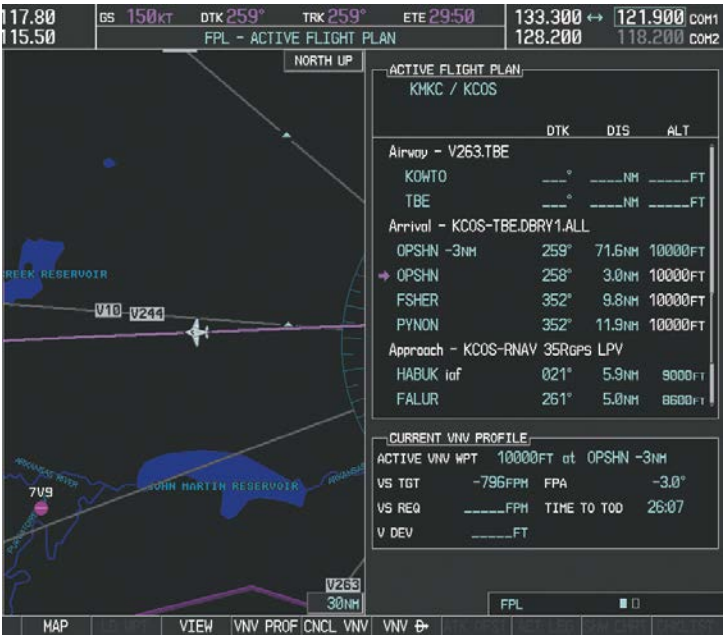 117.80
115.50
GS 150KT DTK 259° TRK 259° ETE 29:50
FPL - ACTIVE FLIGHT PLAN
133.300 ↔ 121.900 COM1
128.200 118.200 COM2
NORTH UP
REEK RESERVOIR
V10 V244
ARKANSAS RIVER
7V9
JOHN MARTIN RESERVOIR
V263
30NM
ACTIVE FLIGHT PLAN
KMKC / KCOS
DTK DIS ALT
Airway - V263.TBE
KOWTO ___° ____NM _____FT
TBE ___° ____NM _____FT
Arrival - KCOS-TBE.DBRY1.ALL
OPSHN -3NM 259° 71.6NM 10000FT
OPSHN 258° 3.0NM 10000FT
FSHER 352° 9.8NM 10000FT
PYNON 352° 11.9NM 10000FT
Approach - KCOS-RNAV 35RGPS LPV
HABUK iaf 021° 5.9NM 9000FT
FALUR 261° 5.0NM 8600FT
CURRENT VNV PROFILE
ACTIVE VNV WPT 10000FT at OPSHN -3NM
VS TGT -796FPM FPA -3.0°
VS REQ _____FPM TIME TO TOD 26:07
V DEV _____FT
FPL
MAP VIEW VNV PROF CNCL VNV VNV